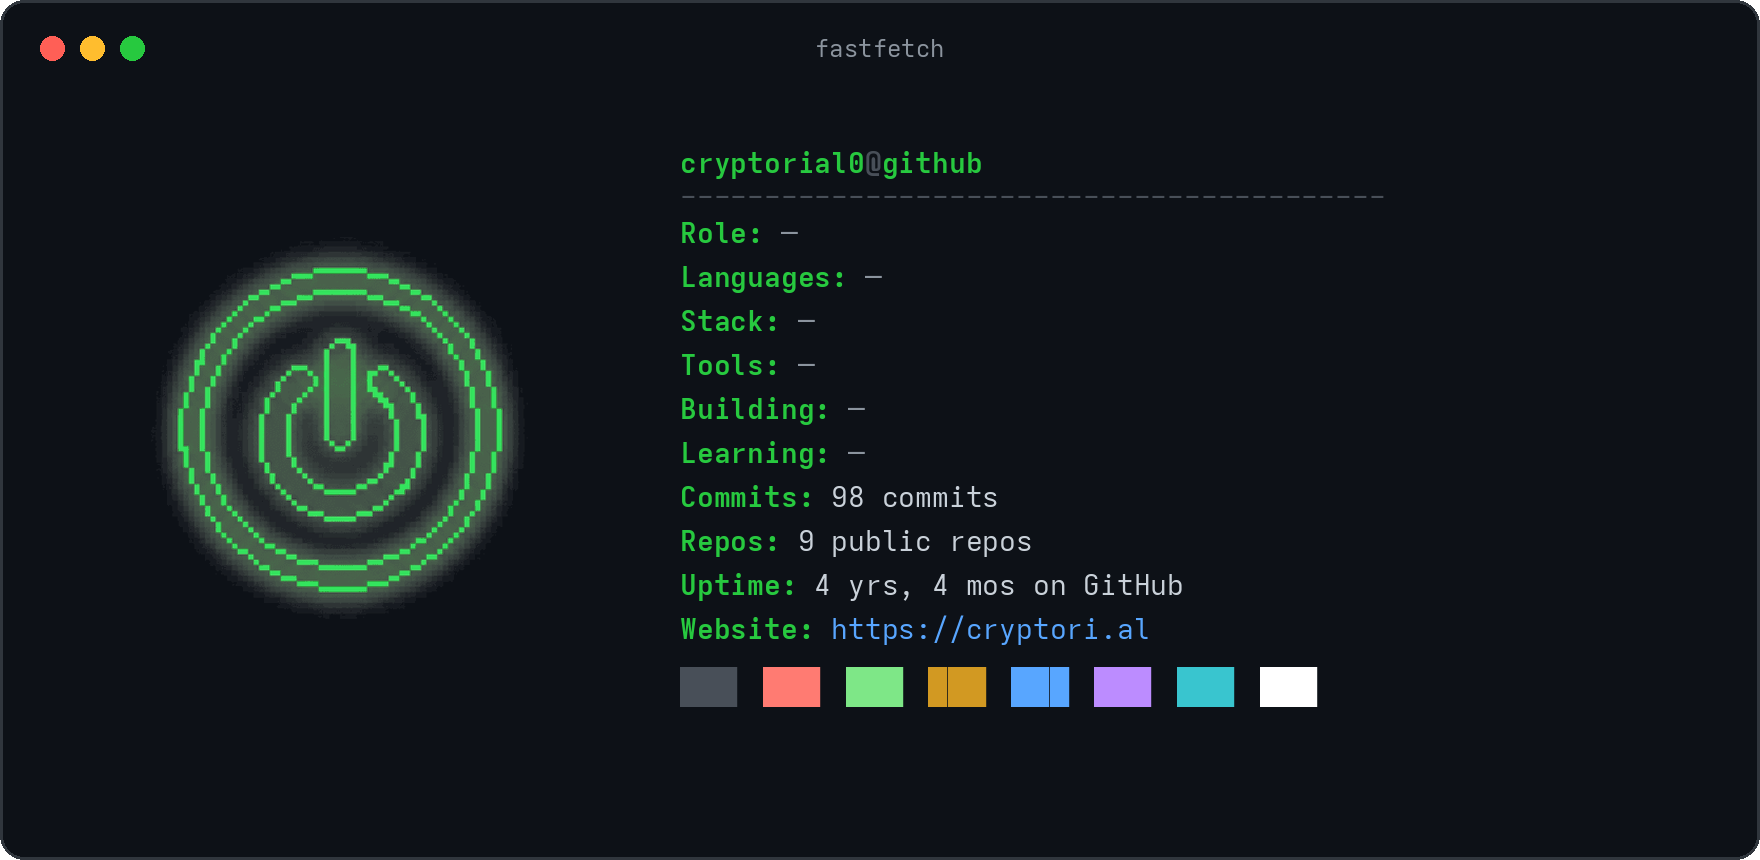 fastfetch
cryptorial0@github
------------------------------------------
Role: —
Languages: —
Stack: —
Tools: —
Building: —
Learning: —
Commits: 98 commits
Repos: 9 public repos
Uptime: 4 yrs, 4 mos on GitHub
Website: https://cryptori.al